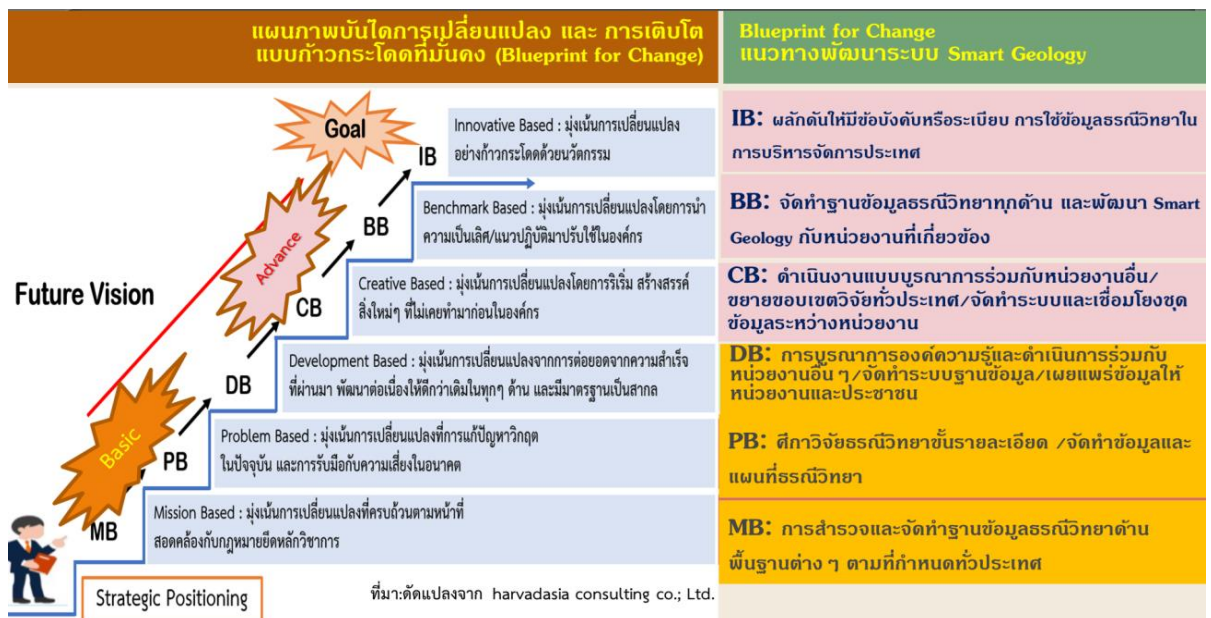 แผนภาพบันไดการเปลี่ยนแปลง และ การเติบโต
แบบก้าวกระโดดที่มั่นคง (Blueprint for Change)
Blueprint for Change
แนวทางพัฒนาระบบ Smart Geology
Future Vision
Goal
Advance
Basic
IB
Innovative Based : มุ่งเน้นการเปลี่ยนแปลง
อย่างก้าวกระโดดด้วยนวัตกรรม
BB
Benchmark Based : มุ่งเน้นการเปลี่ยนแปลงโดยการนำ
ความเป็นเลิศ/แนวปฏิบัติมาปรับใช้ในองค์กร
CB
Creative Based : มุ่งเน้นการเปลี่ยนแปลงโดยการริเริ่ม สร้างสรรค์
สิ่งใหม่ๆ ที่ไม่เคยทำมาก่อนในองค์กร
DB
Development Based : มุ่งเน้นการเปลี่ยนแปลงจากการต่อยอดจากความสำเร็จ
ที่ผ่านมา พัฒนาต่อเนื่องให้ดีกว่าเดิมในทุกๆ ด้าน และมีมาตรฐานเป็นสากล
PB
Problem Based : มุ่งเน้นการเปลี่ยนแปลงที่การแก้ปัญหาวิกฤต
ในปัจจุบัน และการรับมือกับความเสี่ยงในอนาคต
MB
Mission Based : มุ่งเน้นการเปลี่ยนแปลงที่ครบถ้วนตามหน้าที่
สอดคล้องกับกฎหมายยึดหลักวิชาการ
Strategic Positioning
ที่มา:ดัดแปลงจาก harvadasia consulting co.; Ltd.
IB: ผลักดันให้มีข้อบังคับหรือระเบียบ การใช้ข้อมูลธรณีวิทยาใน
การบริหารจัดการประเทศ
BB: จัดทำฐานข้อมูลธรณีวิทยาทุกด้าน และพัฒนา Smart
Geology กับหน่วยงานที่เกี่ยวข้อง
CB: ดำเนินงานแบบบูรณาการร่วมกับหน่วยงานอื่น/
ขยายขอบเขตวิจัยทั่วประเทศ/จัดทำระบบและเชื่อมโยงชุด
ข้อมูลระหว่างหน่วยงาน
DB: การบูรณาการองค์ความรู้และดำเนินการร่วมกับ
หน่วยงานอื่น ๆ/จัดทำระบบฐานข้อมูล/เผยแพร่ข้อมูลให้
หน่วยงานและประชาชน
PB: ศึกาวิจัยธรณีวิทยาขั้นรายละเอียด /จัดทำข้อมูลและ
แผนที่ธรณีวิทยา
MB: การสำรวจและจัดทำฐานข้อมูลธรณีวิทยาด้าน
พื้นฐานต่าง ๆ ตามที่กำหนดทั่วประเทศ